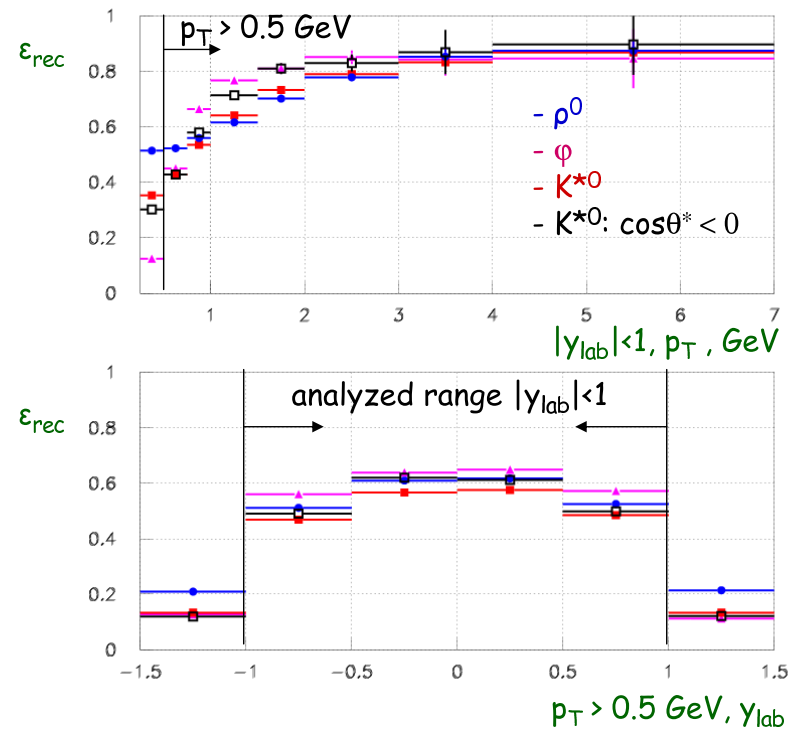 p_T > 0.5 GeV
1
ε_rec
0.8
0.6
- ρ⁰
- φ
0.4
- K*⁰
- K*⁰: cosθ* < 0
0.2
0
1 2 3 4 5 6 7
|y_lab|<1, p_T , GeV
1
analyzed range |y_lab|<1
ε_rec
0.8
0.6
0.4
0.2
0
−1.5 −1 −0.5 0 0.5 1 1.5
p_T > 0.5 GeV, y_lab